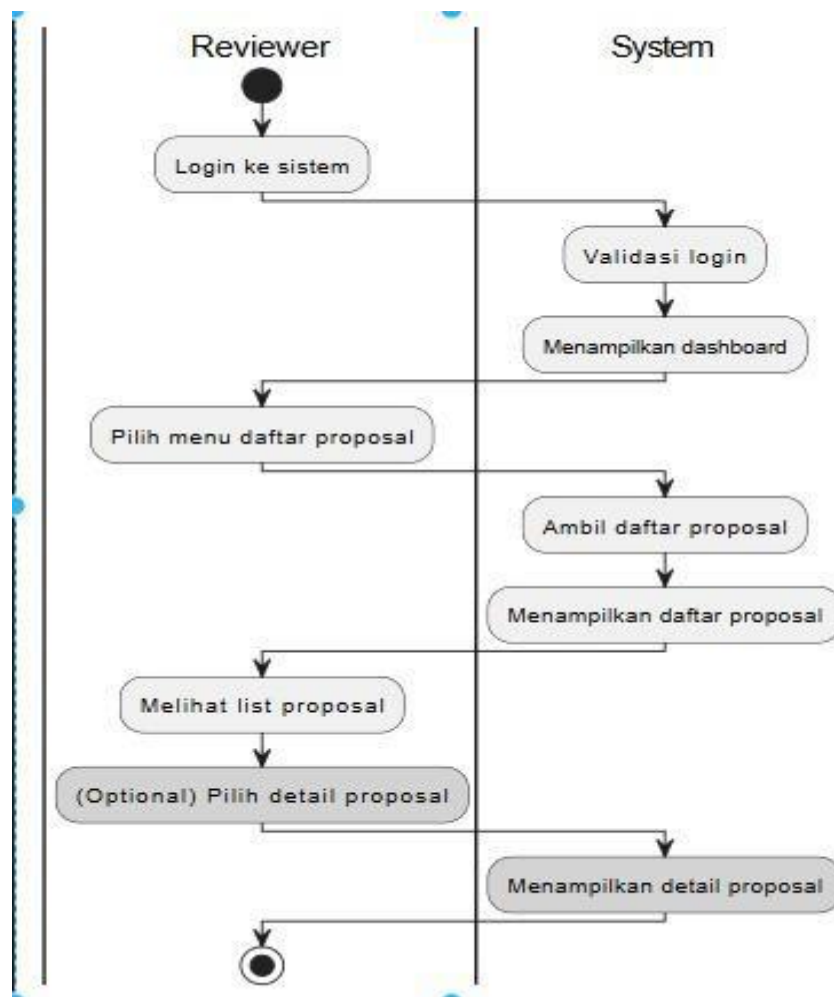 Reviewer
System
Login ke sistem
Validasi login
Menampilkan dashboard
Pilih menu daftar proposal
Ambil daftar proposal
Menampilkan daftar proposal
Melihat list proposal
(Optional) Pilih detail proposal
Menampilkan detail proposal